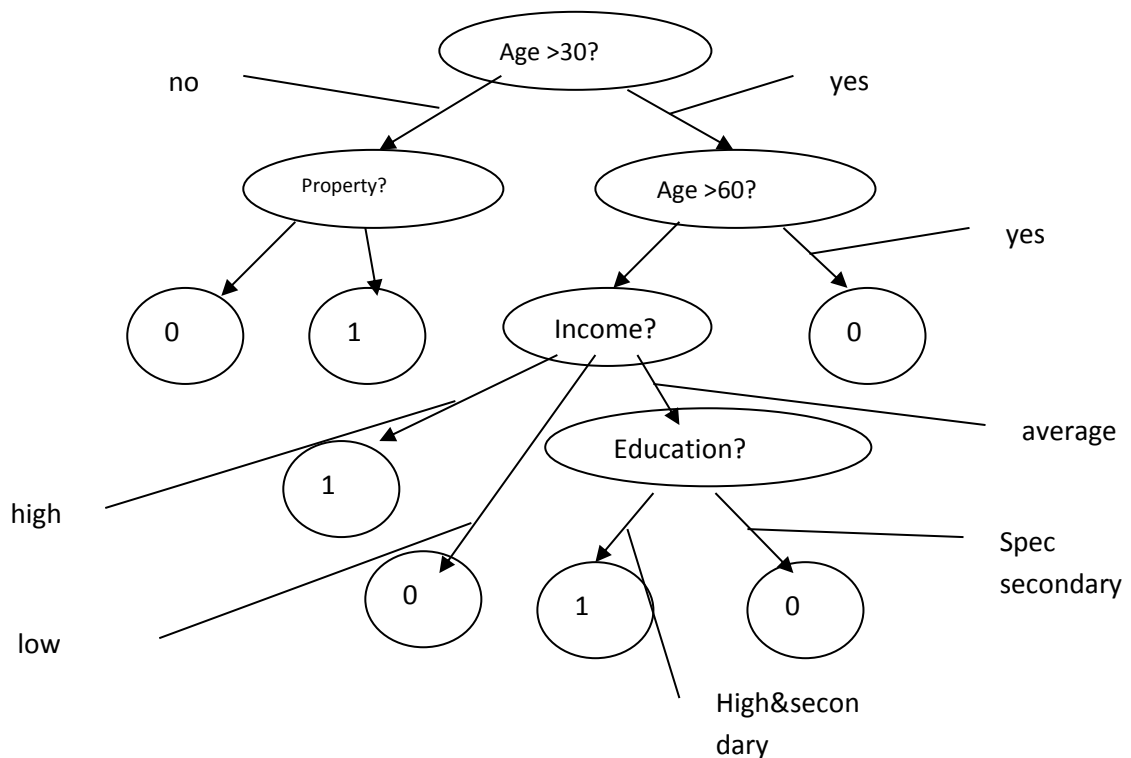 Age >30?
no
yes
Property?
Age >60?
yes
0
1
Income?
0
average
Education?
high
1
Spec
secondary
low
0
1
0
High&secon
dary